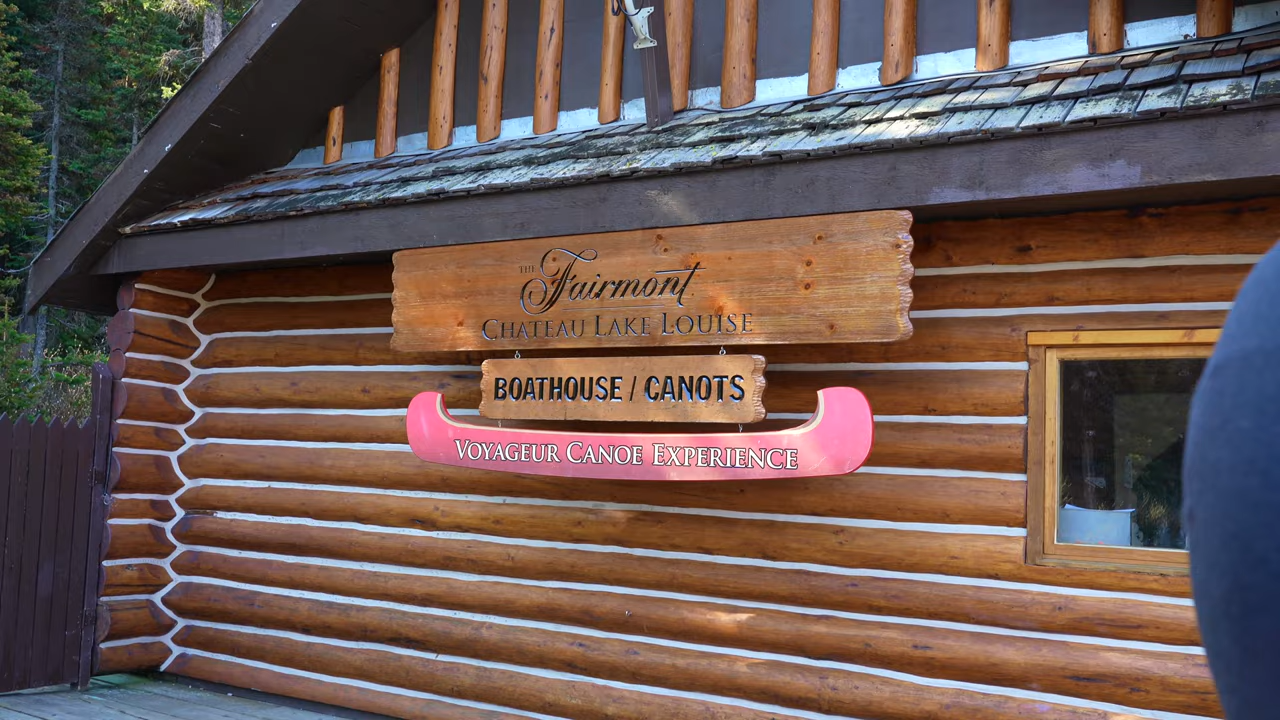 THE Fairmont
CHATEAU LAKE LOUISE
BOATHOUSE / CANOTS
VOYAGEUR CANOE EXPERIENCE